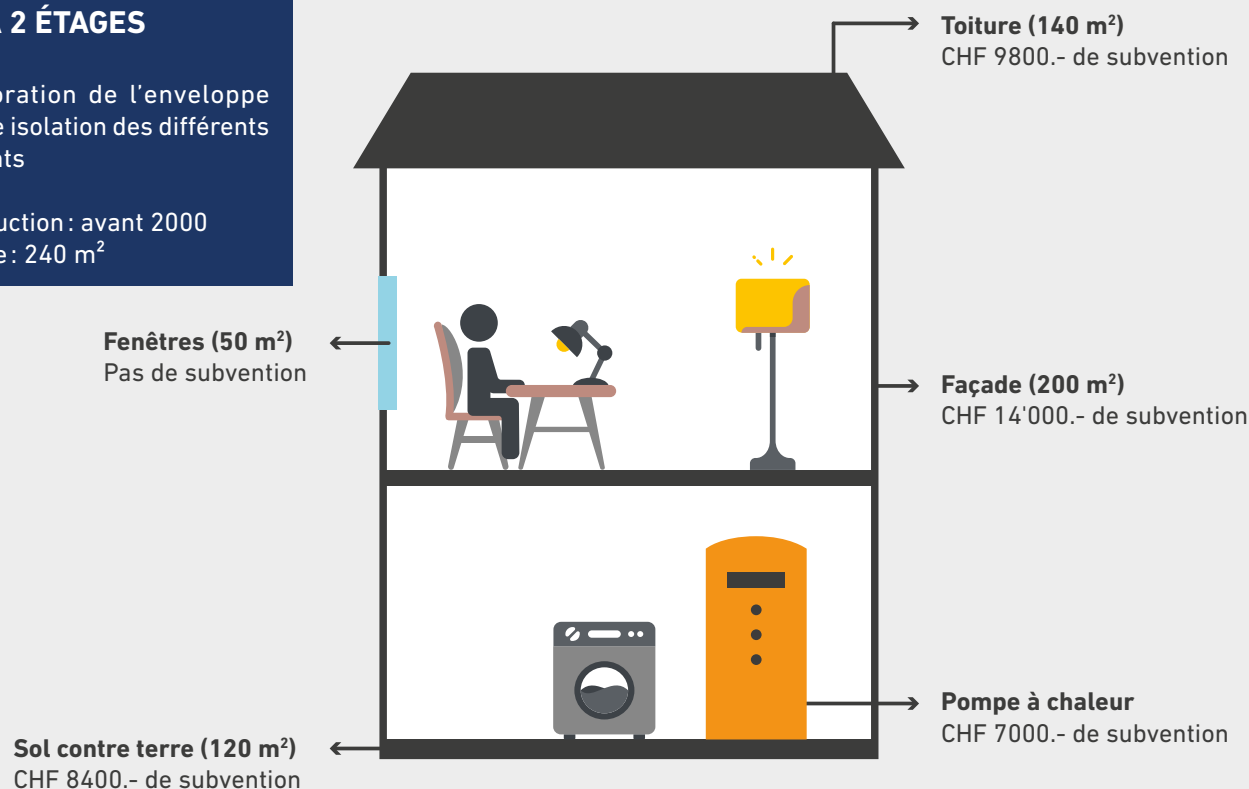 À 2 ÉTAGES
oration de l'enveloppe
e isolation des différents
nts
uction : avant 2000
e : 240 m²
Toiture (140 m²)
CHF 9800.- de subvention
Fenêtres (50 m²)
Pas de subvention
Façade (200 m²)
CHF 14'000.- de subvention
Pompe à chaleur
CHF 7000.- de subvention
Sol contre terre (120 m²)
CHF 8400.- de subvention